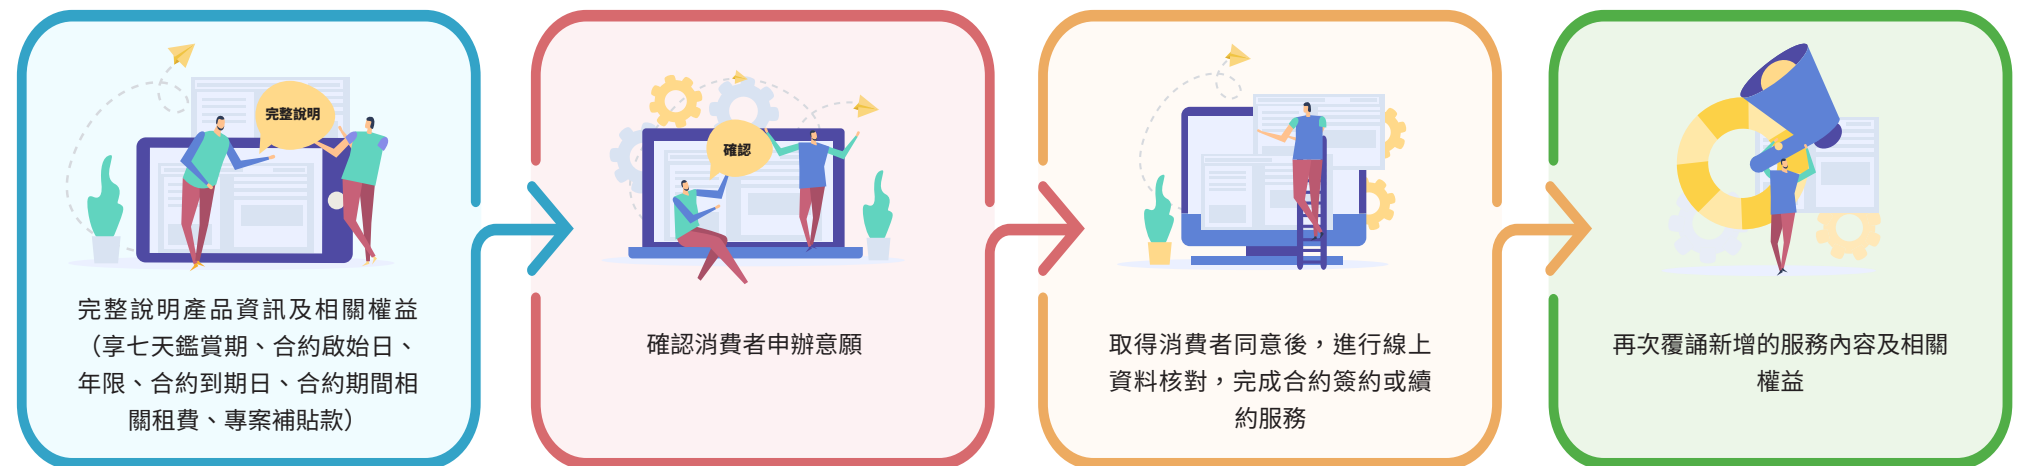 完整說明
完整說明產品資訊及相關權益
（享七天鑑賞期、合約啟始日、
年限、合約到期日、合約期間相
關租費、專案補貼款）
確認
確認消費者申辦意願
取得消費者同意後，進行線上
資料核對，完成合約簽約或續
約服務
再次覆誦新增的服務內容及相關
權益